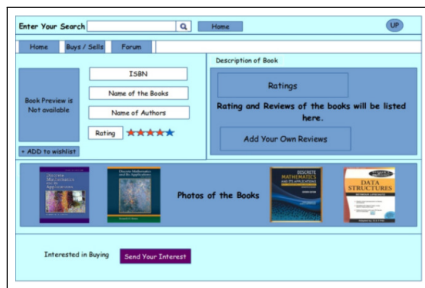 Enter Your Search
Home
UP
Home
Buys / Sells
Forum
Description of Book
ISBN
Name of the Books
Name of Authors
Rating
Book Preview is
Not available
+ ADD to wishlist
Ratings
Rating and Reviews of the books will be listed
here.
Add Your Own Reviews
Photos of the Books
DISCRETE
MATHEMATICS
DATA
STRUCTURES
Interested in Buying
Send Your Interest